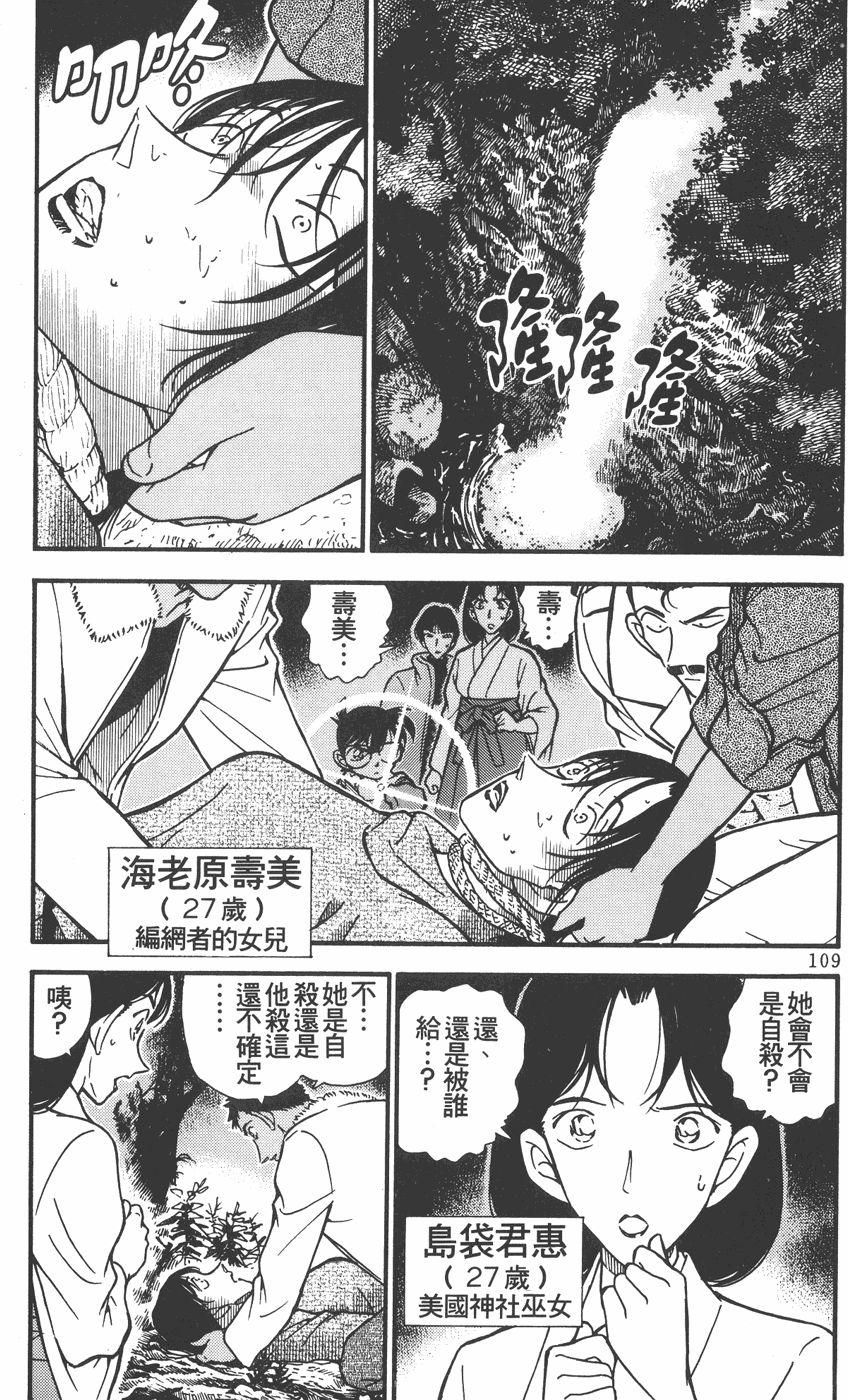 隆隆隆
叨咚
壽…
壽美…
海老原壽美
(27歲)
編網者的女兒
109
她會不會
是自殺？
還、
還是被誰
給…？
島袋君惠
(27歲)
美國神社巫女
不…
她是自
殺還是
他殺這
還不確定
……
咦？